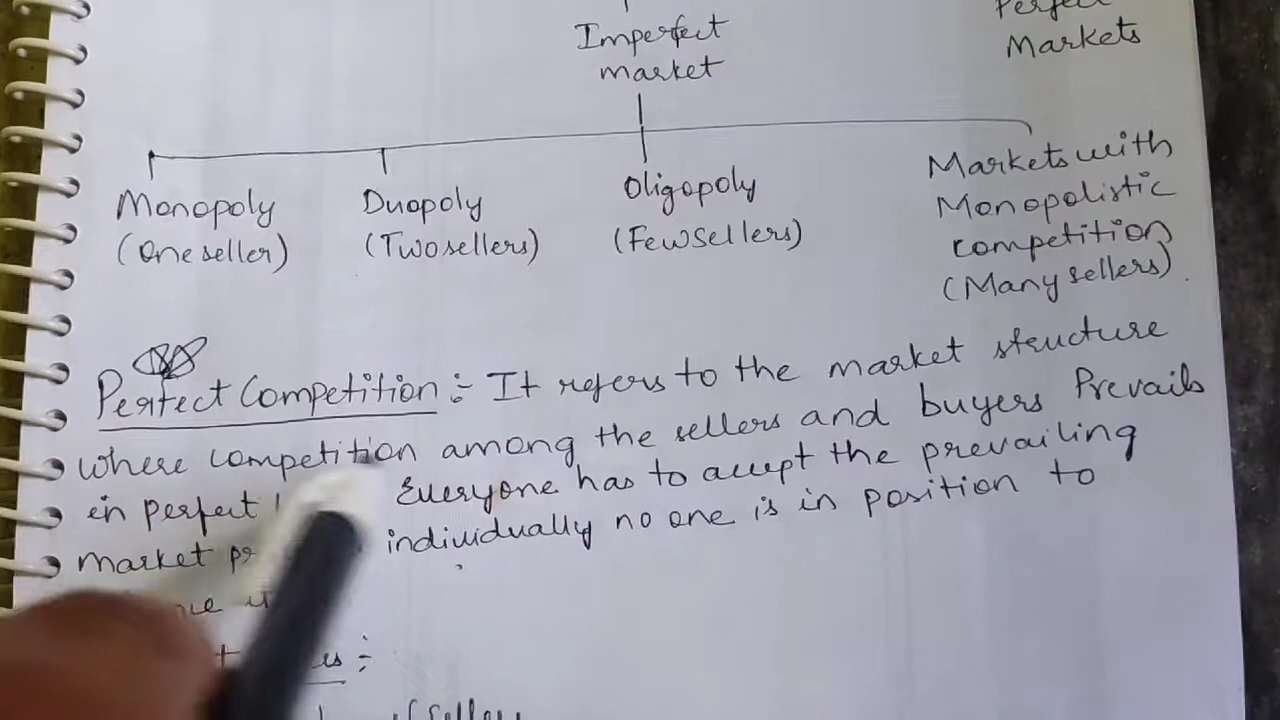 Imperfect
market
Perfect
Markets
Monopoly
(One seller)
Duopoly
(Two sellers)
Oligopoly
(Few sellers)
Markets with
Monopolistic
competition
(Many sellers)
Perfect Competition :- It refers to the market structure
where competition among the sellers and buyers Prevails
in perfect Everyone has to accept the prevailing
market individually no one is in position to